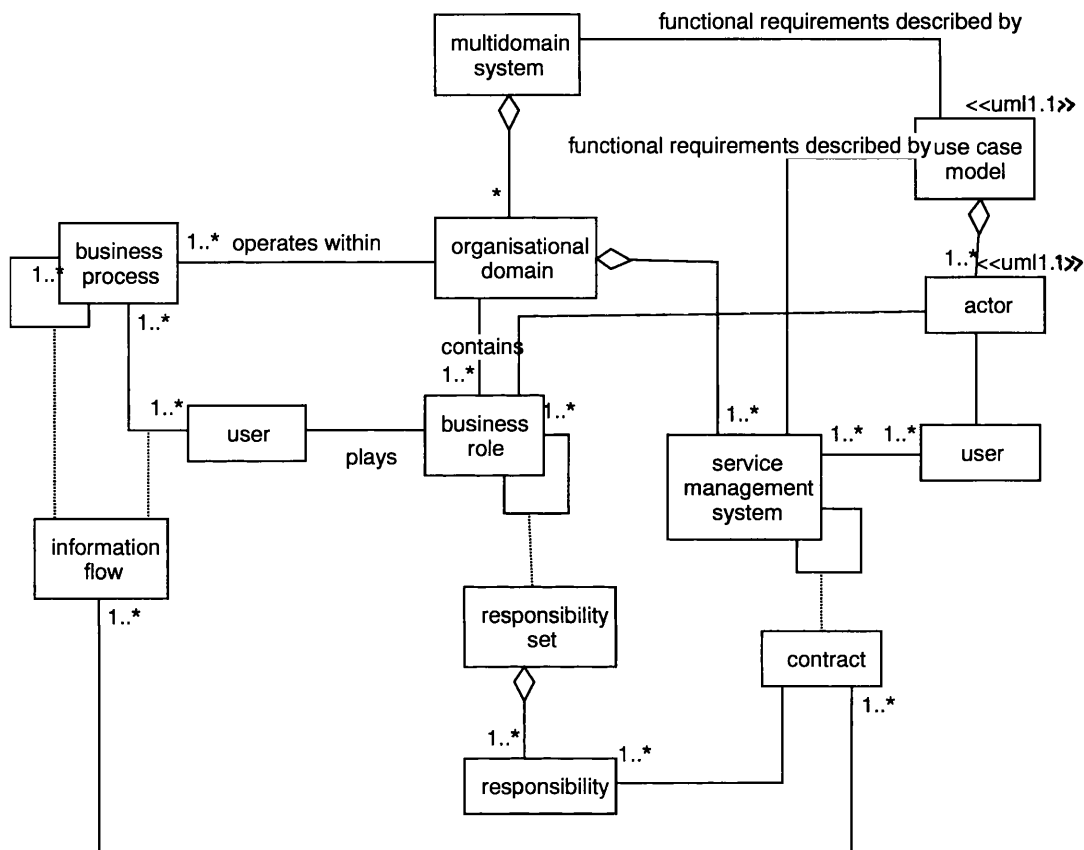 functional requirements described by
multidomain
system
<<uml1.1>>
functional requirements described by
use case
model
*
1..*
operates within
organisational
domain
business
process
1..*
1..*
<<uml1.1>>
actor
1..*
contains
1..*
1..*
user
plays
business
role
1..*
1..*
1..*
1..*
user
service
management
system
information
flow
1..*
responsibility
set
contract
1..*
1..*
1..*
responsibility